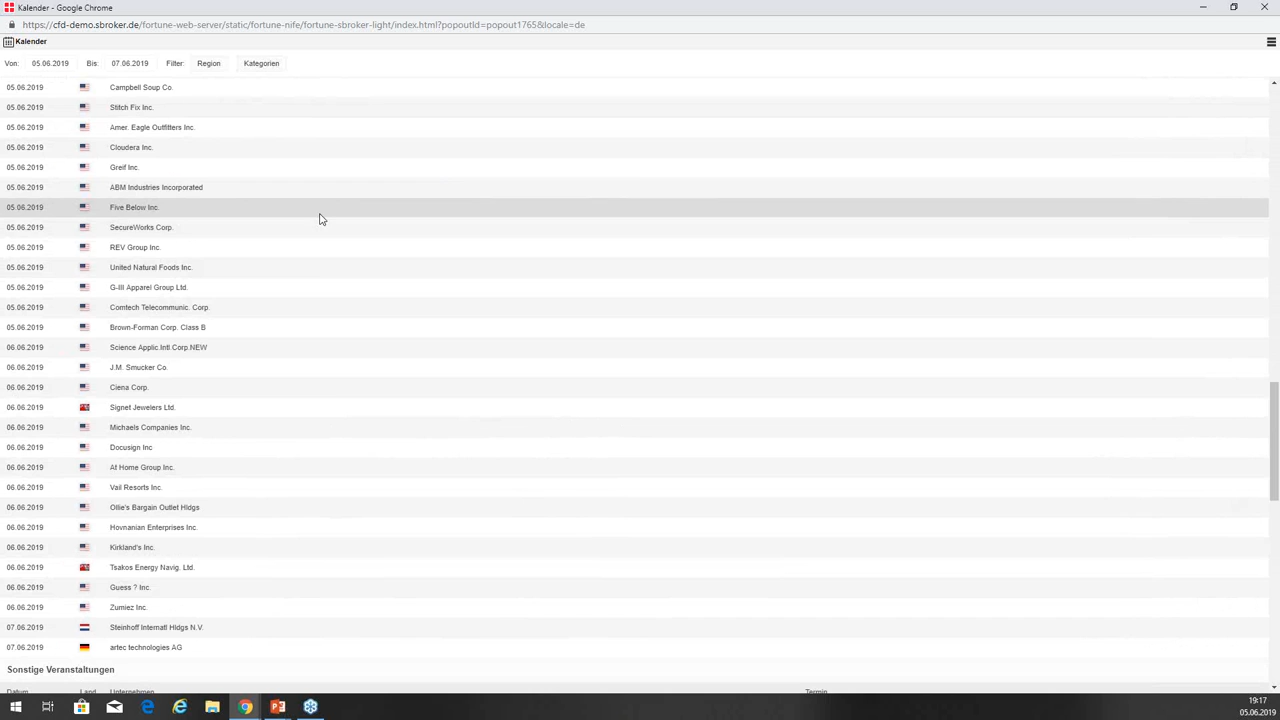 Kalender - Google Chrome
https://cfd-demo.sbroker.de/fortune-web-server/static/fortune-nife/fortune-sbroker-light/index.html?popoutId=popout1765&locale=de
Kalender
Von: 05.06.2019 Bis: 07.06.2019 Filter: Region Kategorien
05.06.2019 Campbell Soup Co.
05.06.2019 Stitch Fix Inc.
05.06.2019 Amer. Eagle Outfitters Inc.
05.06.2019 Cloudera Inc.
05.06.2019 Greif Inc.
05.06.2019 ABM Industries Incorporated
05.06.2019 Five Below Inc.
05.06.2019 SecureWorks Corp.
05.06.2019 REV Group Inc.
05.06.2019 United Natural Foods Inc.
05.06.2019 G-III Apparel Group Ltd.
05.06.2019 Comtech Telecommunic. Corp.
05.06.2019 Brown-Forman Corp. Class B
06.06.2019 Science Applic.Intl.Corp.NEW
06.06.2019 J.M. Smucker Co.
06.06.2019 Ciena Corp.
06.06.2019 Signet Jewelers Ltd.
06.06.2019 Michaels Companies Inc.
06.06.2019 Docusign Inc
06.06.2019 At Home Group Inc.
06.06.2019 Vail Resorts Inc.
06.06.2019 Ollie's Bargain Outlet Hldgs
06.06.2019 Hovnanian Enterprises Inc.
06.06.2019 Kirkland's Inc.
06.06.2019 Tsakos Energy Navig. Ltd.
06.06.2019 Guess ? Inc.
06.06.2019 Zumiez Inc.
07.06.2019 Steinhoff Internatl Hldgs N.V.
07.06.2019 artec technologies AG
Sonstige Veranstaltungen
Datum Land Unternehmen Termin
19:17
05.06.2019